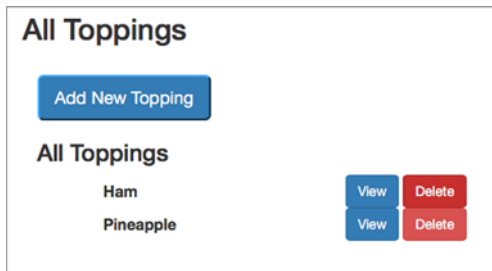 All Toppings
Add New Topping
All Toppings
Ham View Delete
Pineapple View Delete